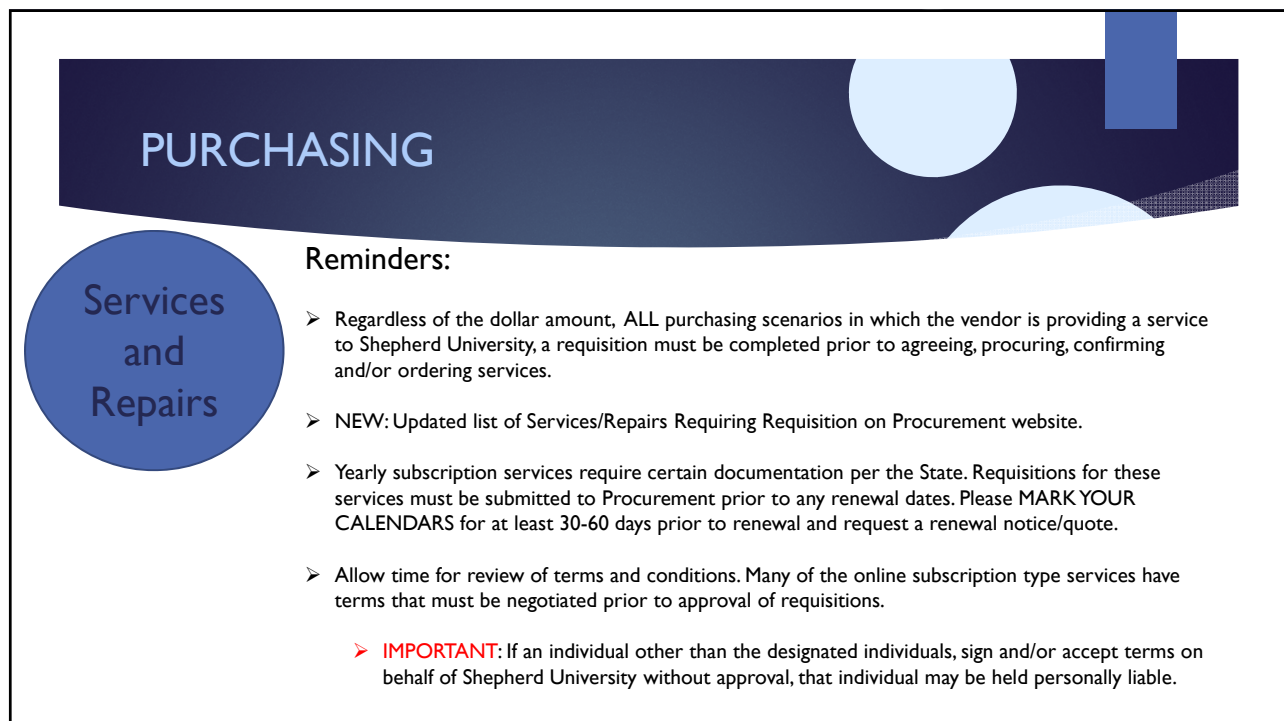 PURCHASING
Services
and
Repairs
Reminders:
➢ Regardless of the dollar amount, ALL purchasing scenarios in which the vendor is providing a service
to Shepherd University, a requisition must be completed prior to agreeing, procuring, confirming
and/or ordering services.
➢ NEW: Updated list of Services/Repairs Requiring Requisition on Procurement website.
➢ Yearly subscription services require certain documentation per the State. Requisitions for these
services must be submitted to Procurement prior to any renewal dates. Please MARK YOUR
CALENDARS for at least 30-60 days prior to renewal and request a renewal notice/quote.
➢ Allow time for review of terms and conditions. Many of the online subscription type services have
terms that must be negotiated prior to approval of requisitions.
➢ IMPORTANT: If an individual other than the designated individuals, sign and/or accept terms on
behalf of Shepherd University without approval, that individual may be held personally liable.